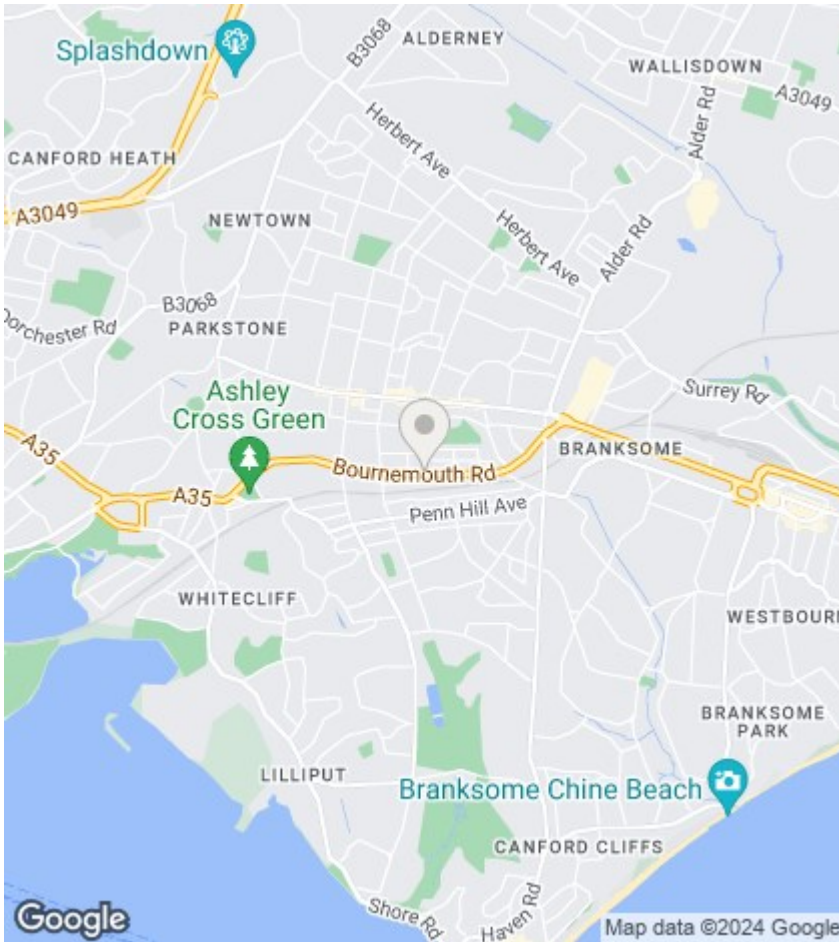 Splashdown
B3068
ALDERNEY
WALLISDOWN
A3049
Alder Rd
Herbert Ave
CANFORD HEATH
A3049
NEWTOWN
Herbert Ave
Alder Rd
B3068
Dorchester Rd
PARKSTONE
Ashley
Cross Green
Surrey Rd
A35
BRANKSOME
Bournemouth Rd
A35
Penn Hill Ave
WHITECLIFF
WESTBOURN
BRANKSOME
PARK
LILLIPUT
Branksome Chine Beach
CANFORD CLIFFS
Shore Rd
Haven Rd
Google
Map data ©2024 Google